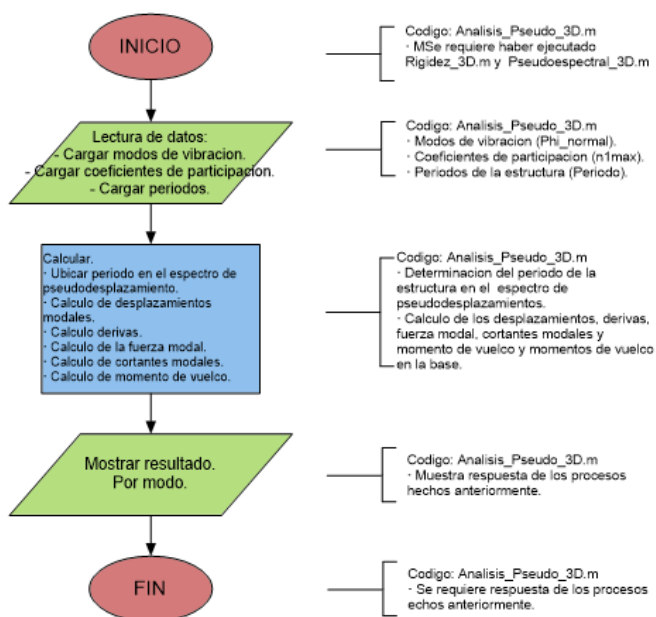 INICIO
Codigo: Analisis_Pseudo_3D.m
· MSe requiere haber ejecutado
Rigidez_3D.m y Pseudoespectral_3D.m
Lectura de datos:
- Cargar modos de vibracion.
- Cargar coeficientes de participacion.
- Cargar periodos.
Codigo: Analisis_Pseudo_3D.m
· Modos de vibracion (Phi_normal).
· Coeficientes de participacion (n1max).
· Periodos de la estructura (Periodo).
Calcular.
· Ubicar periodo en el espectro de
pseudodesplazamiento.
· Calculo de desplazamientos
modales.
· Calculo derivas.
· Calculo de la fuerza modal.
· Calculo de cortantes modales.
· Calculo de momento de vuelco.
Codigo: Analisis_Pseudo_3D.m
· Determinacion del periodo de la
estructura en el espectro de
pseudodesplazamientos.
· Calculo de los desplazamientos, derivas,
fuerza modal, cortantes modales y
momento de vuelco y momentos de vuelco
en la base.
Mostrar resultado.
Por modo.
Codigo: Analisis_Pseudo_3D.m
· Muestra respuesta de los procesos
hechos anteriormente.
FIN
Codigo: Analisis_Pseudo_3D.m
· Se requiere respuesta de los procesos
echos anteriormente.